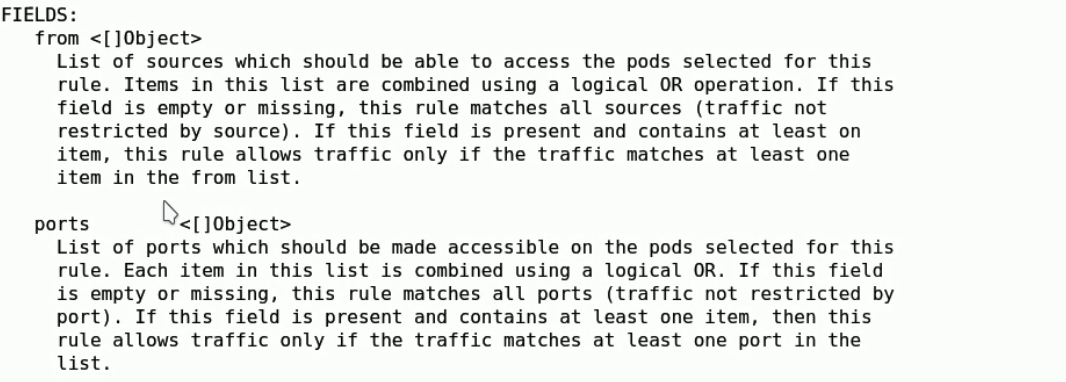 FIELDS:
from <[]Object>
List of sources which should be able to access the pods selected for this
rule. Items in this list are combined using a logical OR operation. If this
field is empty or missing, this rule matches all sources (traffic not
restricted by source). If this field is present and contains at least on
item, this rule allows traffic only if the traffic matches at least one
item in the from list.
ports <[]Object>
List of ports which should be made accessible on the pods selected for this
rule. Each item in this list is combined using a logical OR. If this field
is empty or missing, this rule matches all ports (traffic not restricted by
port). If this field is present and contains at least one item, then this
rule allows traffic only if the traffic matches at least one port in the
list.